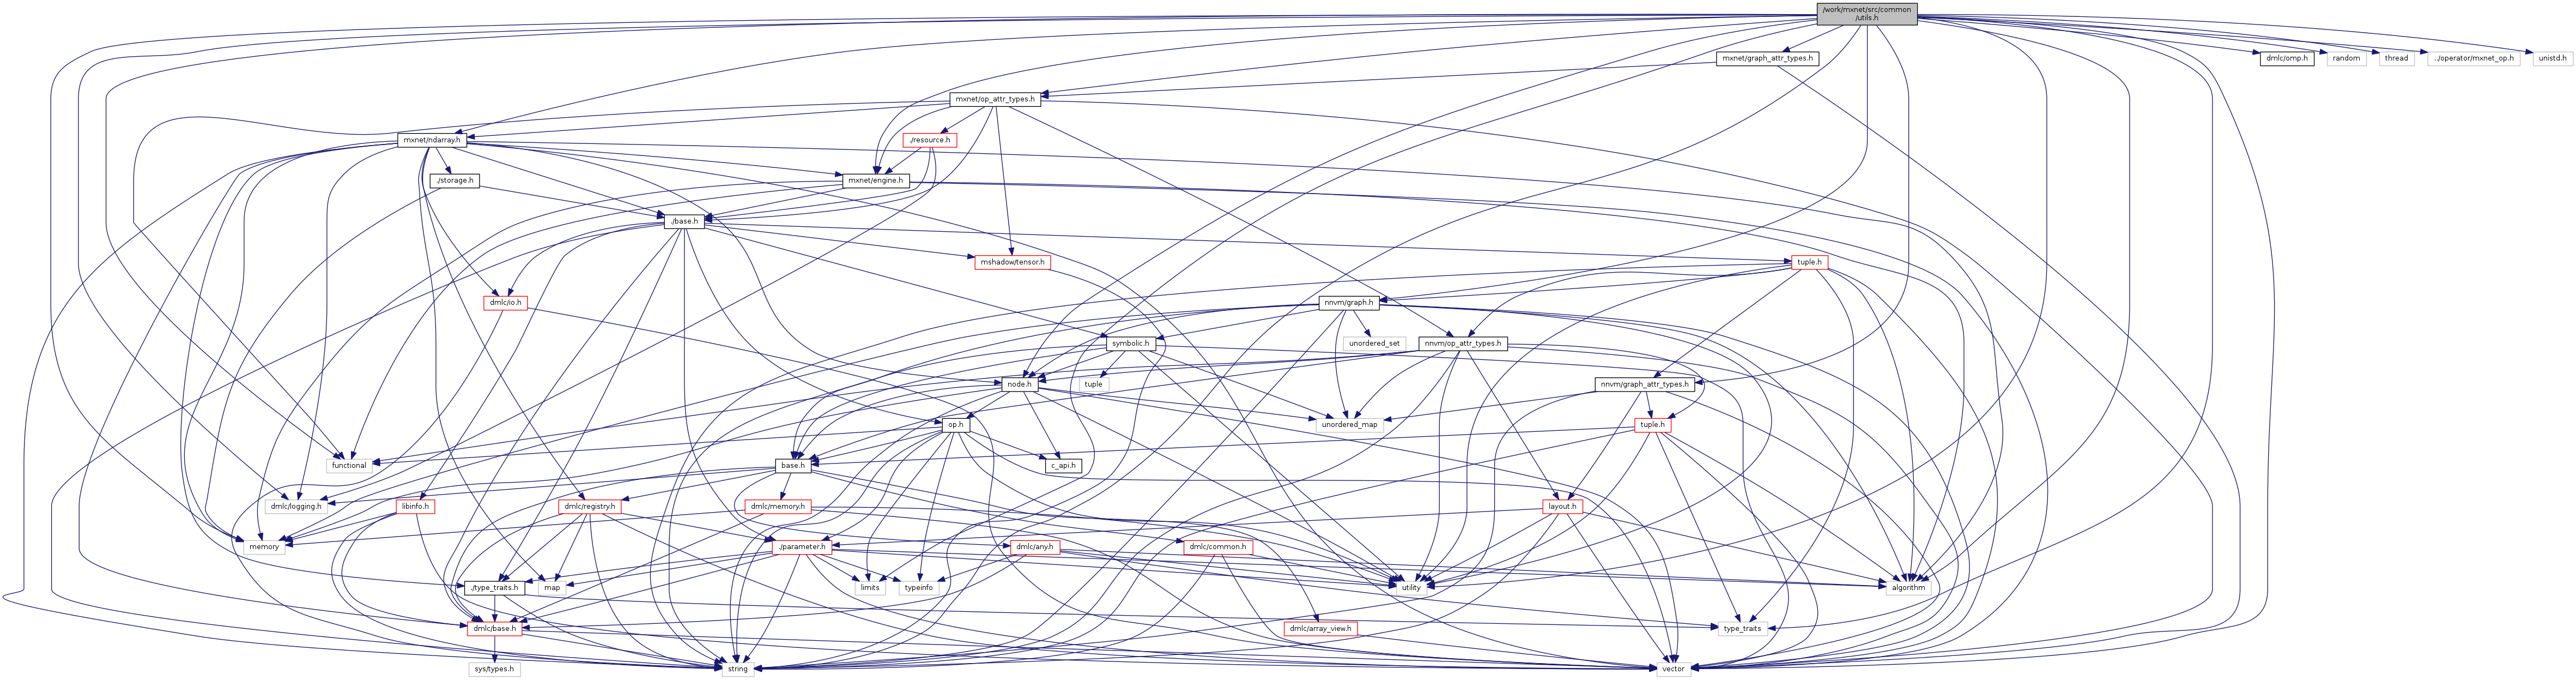 /work/mxnet/src/common
/utils.h
mxnet/graph_attr_types.h
dmlc/omp.h
random
thread
../operator/mxnet_op.h
unistd.h
mxnet/op_attr_types.h
mxnet/ndarray.h
./resource.h
./storage.h
mxnet/engine.h
./base.h
mshadow/tensor.h
tuple.h
dmlc/io.h
nnvm/graph.h
unordered_set
symbolic.h
nnvm/op_attr_types.h
node.h
tuple
nnvm/graph_attr_types.h
op.h
unordered_map
tuple.h
functional
base.h
c_api.h
dmlc/logging.h
libinfo.h
dmlc/registry.h
dmlc/memory.h
layout.h
memory
./parameter.h
dmlc/any.h
dmlc/common.h
./type_traits.h
map
limits
typeinfo
utility
algorithm
dmlc/base.h
dmlc/array_view.h
type_traits
sys/types.h
string
vector